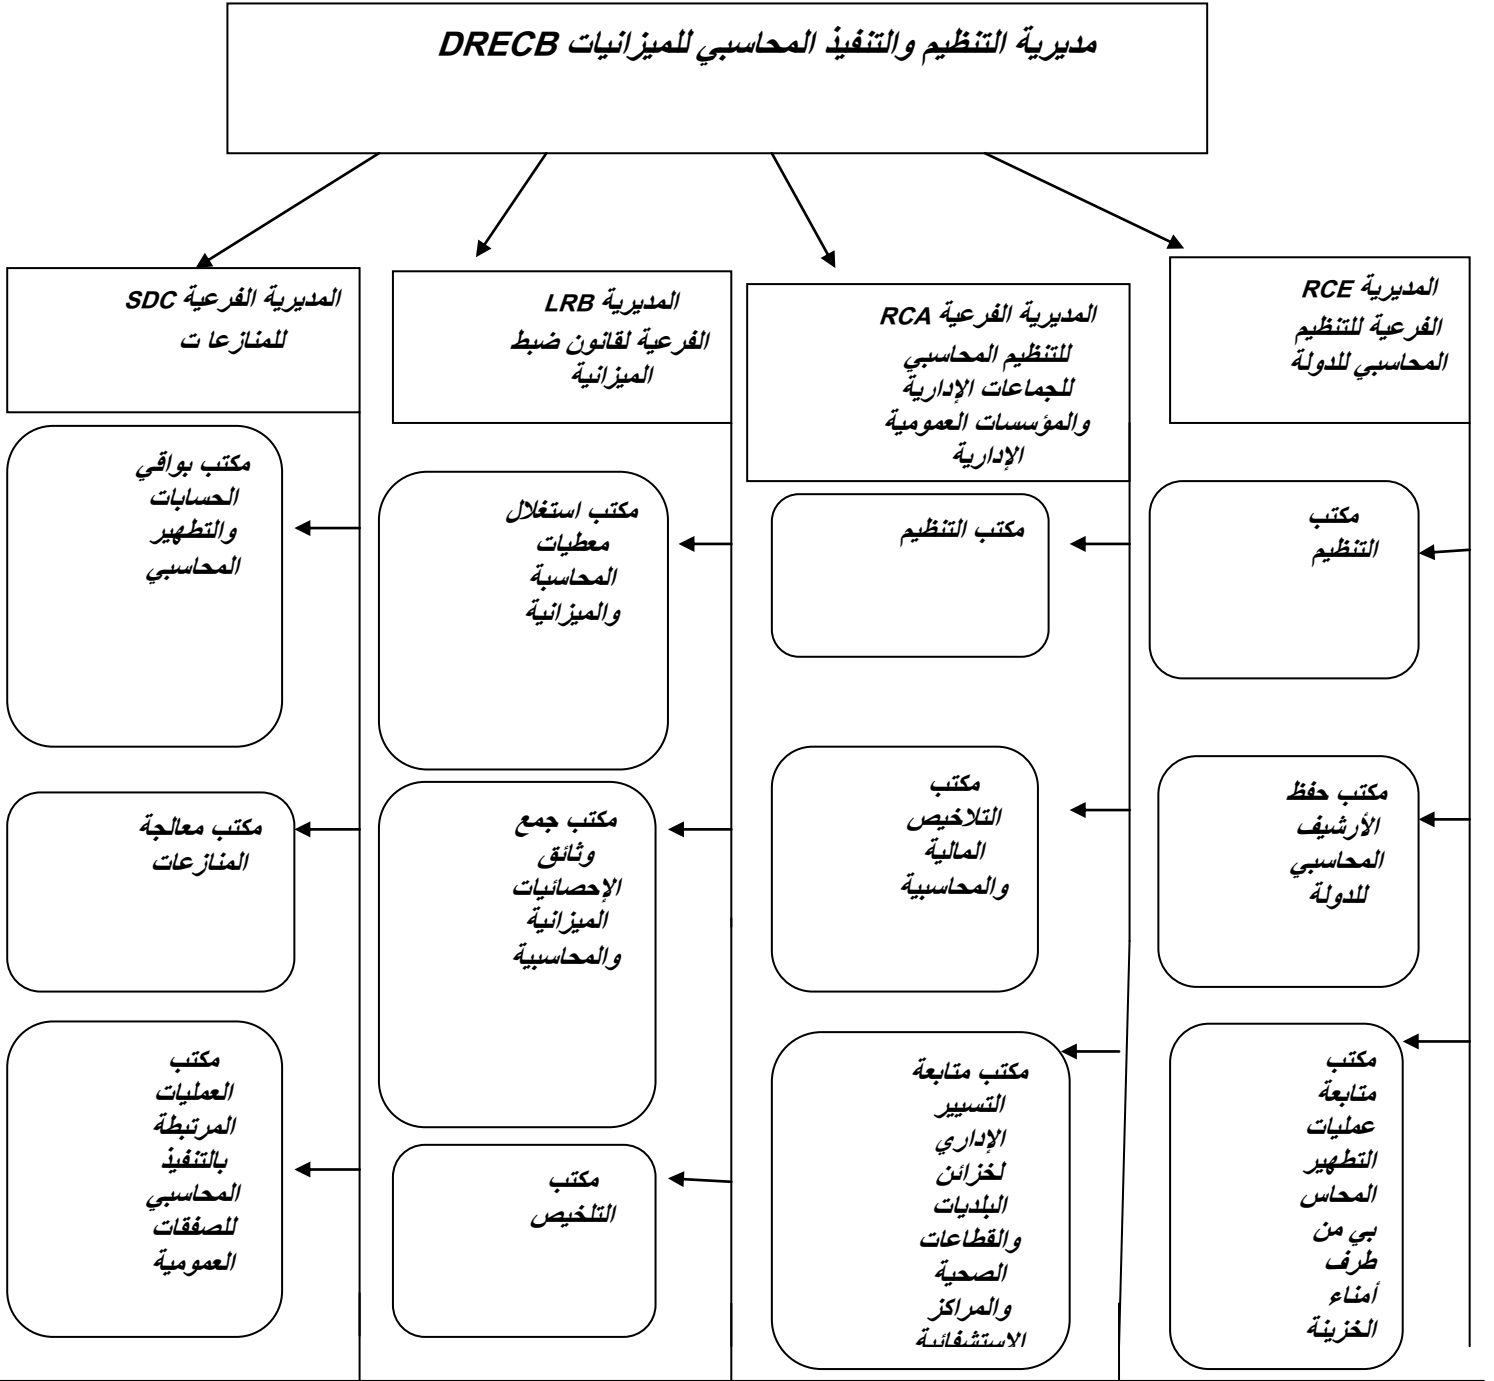 مديرية التنظيم والتنفيذ المحاسبي للميزانيات DRECB
المديرية RCE
الفرعية للتنظيم
المحاسبي للدولة
مكتب
التنظيم
مكتب حفظ
الأرشيف
المحاسبي
للدولة
مكتب
متابعة
عمليات
التطهير
المحاس
بي من
طرف
أمناء
الخزينة
المديرية الفرعية RCA
للتنظيم المحاسبي
للجماعات الإدارية
والمؤسسات العمومية
الإدارية
مكتب التنظيم
مكتب
التلاخيص
المالية
والمحاسبية
مكتب متابعة
التسيير
الإداري
لخزائن
البلديات
والقطاعات
الصحية
والمراكز
الاستشفائية
المديرية LRB
الفرعية لقانون ضبط
الميزانية
مكتب استغلال
معطيات
المحاسبة
والميزانية
مكتب جمع
وثائق
الإحصائيات
الميزانية
والمحاسبية
مكتب
التلخيص
المديرية الفرعية SDC
للمنازعا ت
مكتب بواقي
الحسابات
والتطهير
المحاسبي
مكتب معالجة
المنازعات
مكتب
العمليات
المرتبطة
بالتنفيذ
المحاسبي
للصفقات
العمومية